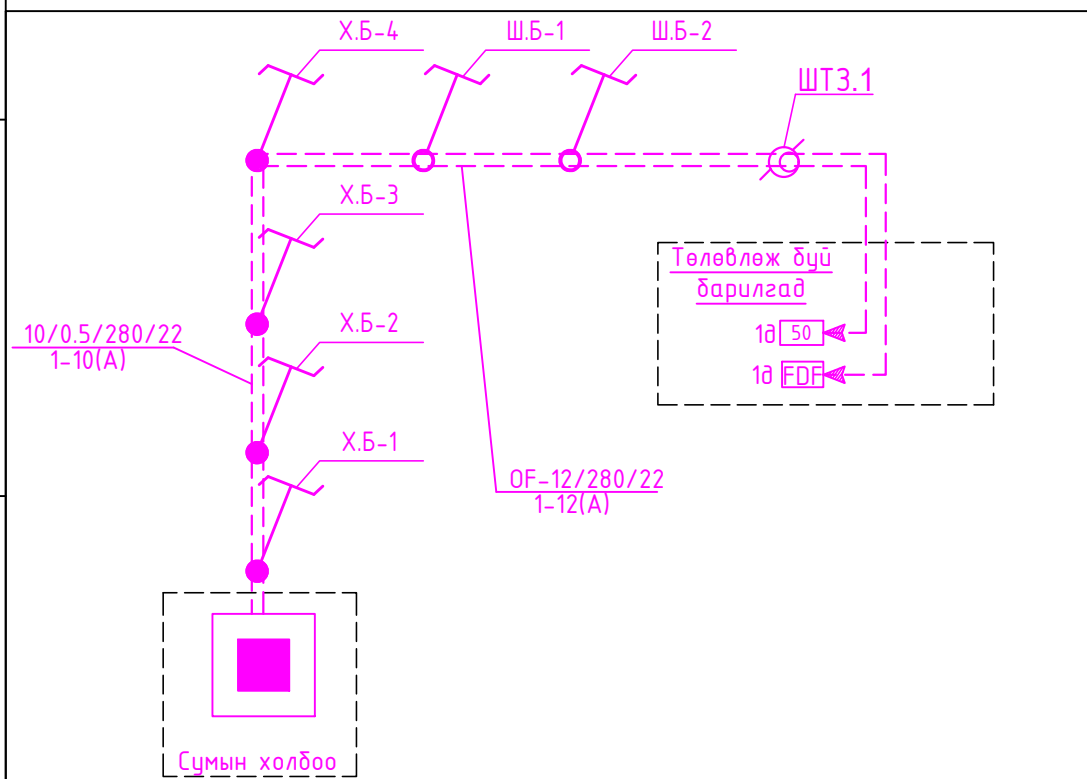 Х.Б-4
Ш.Б-1
Ш.Б-2
ШТЗ.1
Х.Б-3
Төлөвлөж буй
барилгад
10/0.5/280/22
1-10(А)
Х.Б-2
1д 50
1д FDF
Х.Б-1
OF-12/280/22
1-12(А)
Сумын холбоо